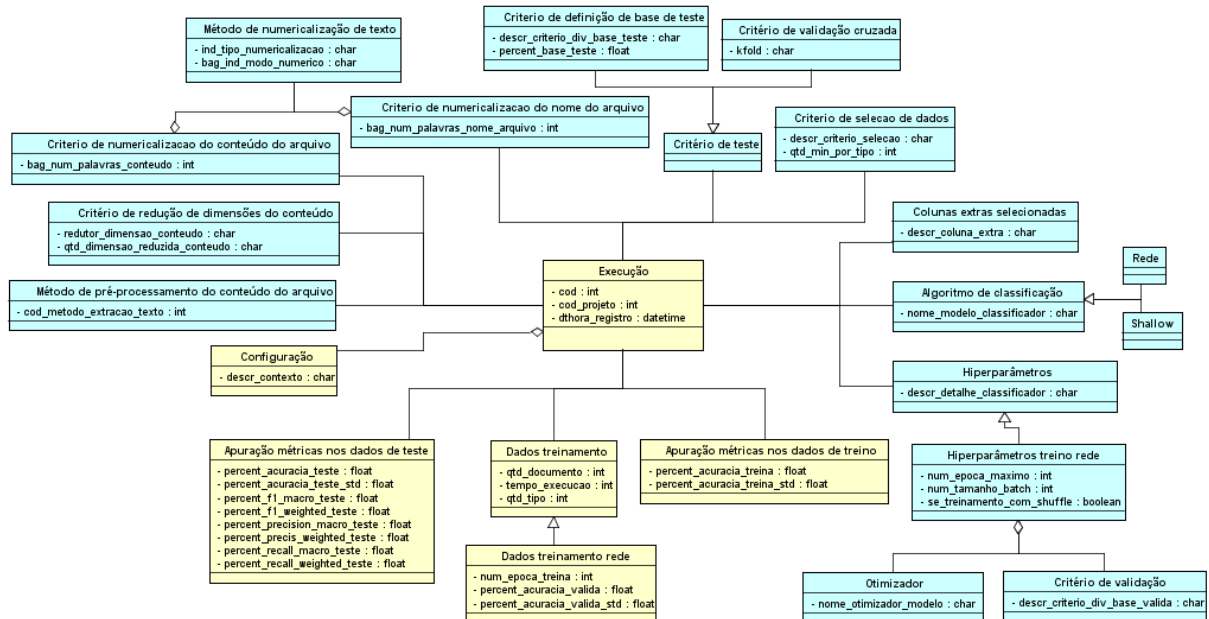 Método de numericalização de texto
- ind_tipo_numericalizacao : char
- bag_ind_modo_numerico : char
Criterio de definição de base de teste
- descr_criterio_div_base_teste : char
- percent_base_teste : float
Critério de validação cruzada
- kfold : char
Criterio de numericalizacao do nome do arquivo
- bag_num_palavras_nome_arquivo : int
Criterio de numericalizacao do conteúdo do arquivo
- bag_num_palavras_conteudo : int
Critério de teste
Criterio de selecao de dados
- descr_criterio_selecao : char
- qtd_min_por_tipo : int
Critério de redução de dimensões do conteúdo
- redutor_dimensao_conteudo : char
- qtd_dimensao_reduzida_conteudo : char
Colunas extras selecionadas
- descr_coluna_extra : char
Método de pré-processamento do conteúdo do arquivo
- cod_metodo_extracao_texto : int
Execução
- cod : int
- cod_projeto : int
- dthora_registro : datetime
Algoritmo de classificação
- nome_modelo_classificador : char
Rede
Shallow
Configuração
- descr_contexto : char
Hiperparâmetros
- descr_detalhe_classificador : char
Apuração métricas nos dados de teste
- percent_acuracia_teste : float
- percent_acuracia_teste_std : float
- percent_f1_macro_teste : float
- percent_f1_weighted_teste : float
- percent_precision_macro_teste : float
- percent_precis_weighted_teste : float
- percent_recall_macro_teste : float
- percent_recall_weighted_teste : float
Dados treinamento
- qtd_documento : int
- tempo_execucao : int
- qtd_tipo : int
Apuração métricas nos dados de treino
- percent_acuracia_treina : float
- percent_acuracia_treina_std : float
Hiperparâmetros treino rede
- num_epoca_maximo : int
- num_tamanho_batch : int
- se_treinamento_com_shuffle : boolean
Dados treinamento rede
- num_epoca_treina : int
- percent_acuracia_valida : float
- percent_acuracia_valida_std : float
Otimizador
- nome_otimizador_modelo : char
Critério de validação
- descr_criterio_div_base_valida : char